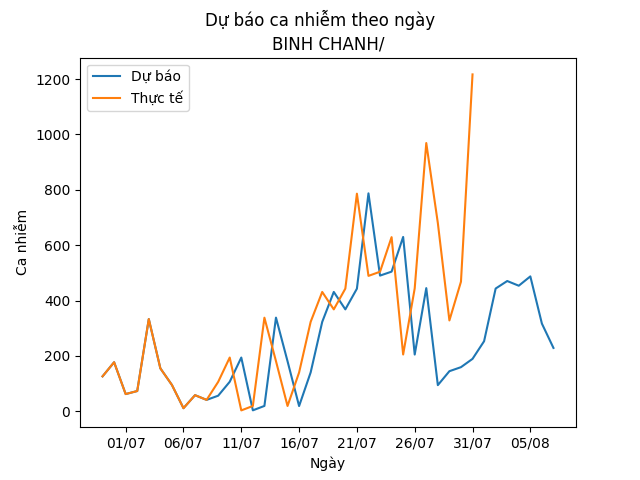 Dự báo ca nhiễm theo ngày
BINH CHANH/
Dự báo
Thực tế
Ca nhiễm
1200
1000
800
600
400
200
0
01/07 06/07 11/07 16/07 21/07 26/07 31/07 05/08
Ngày